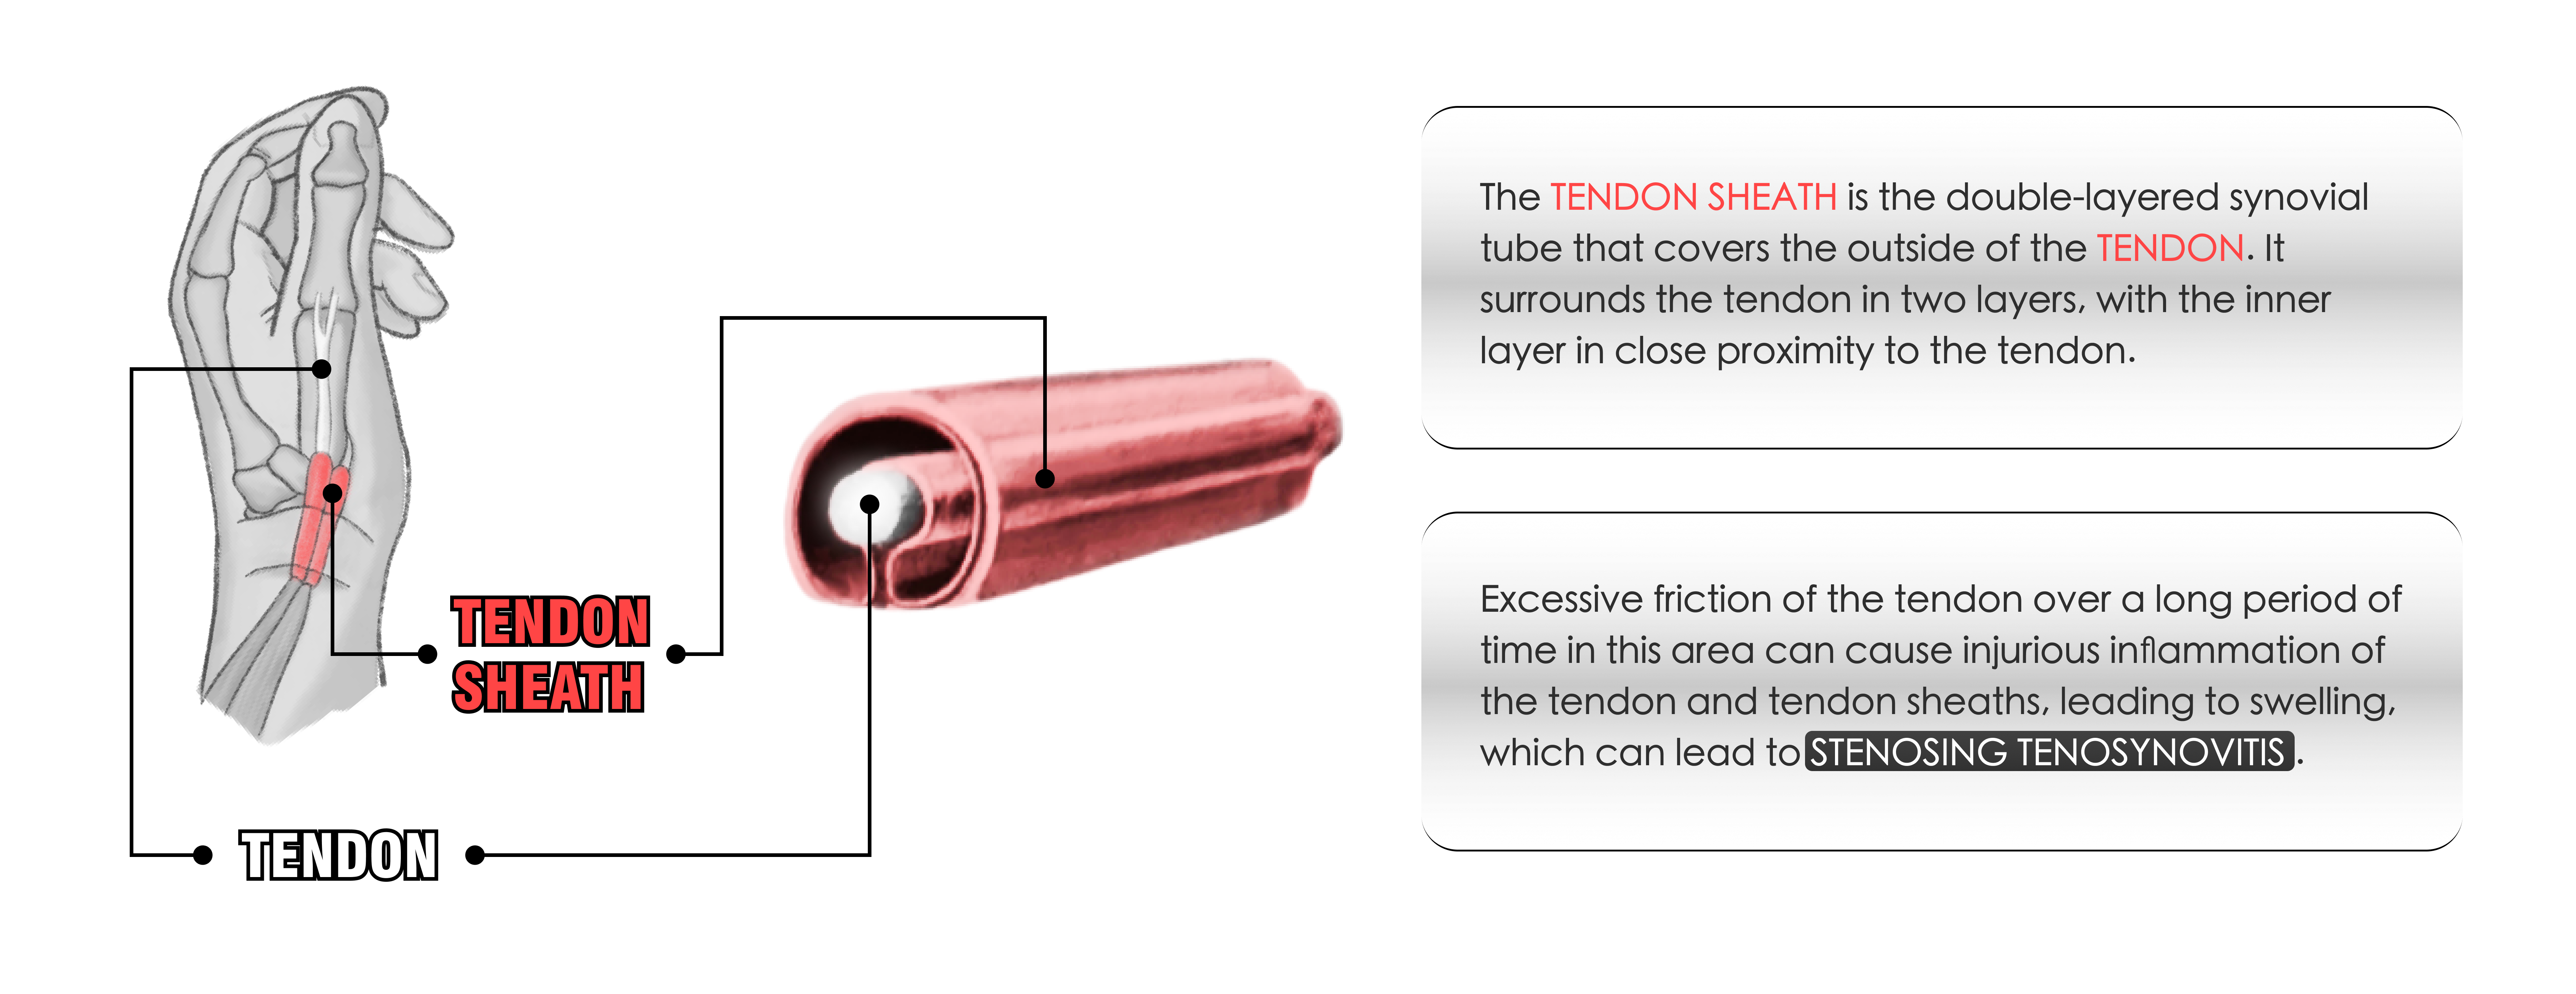 TENDON
SHEATH
TENDON
The TENDON SHEATH is the double-layered synovial
tube that covers the outside of the TENDON. It
surrounds the tendon in two layers, with the inner
layer in close proximity to the tendon.
Excessive friction of the tendon over a long period of
time in this area can cause injurious inflammation of
the tendon and tendon sheaths, leading to swelling,
which can lead to STENOSING TENOSYNOVITIS.